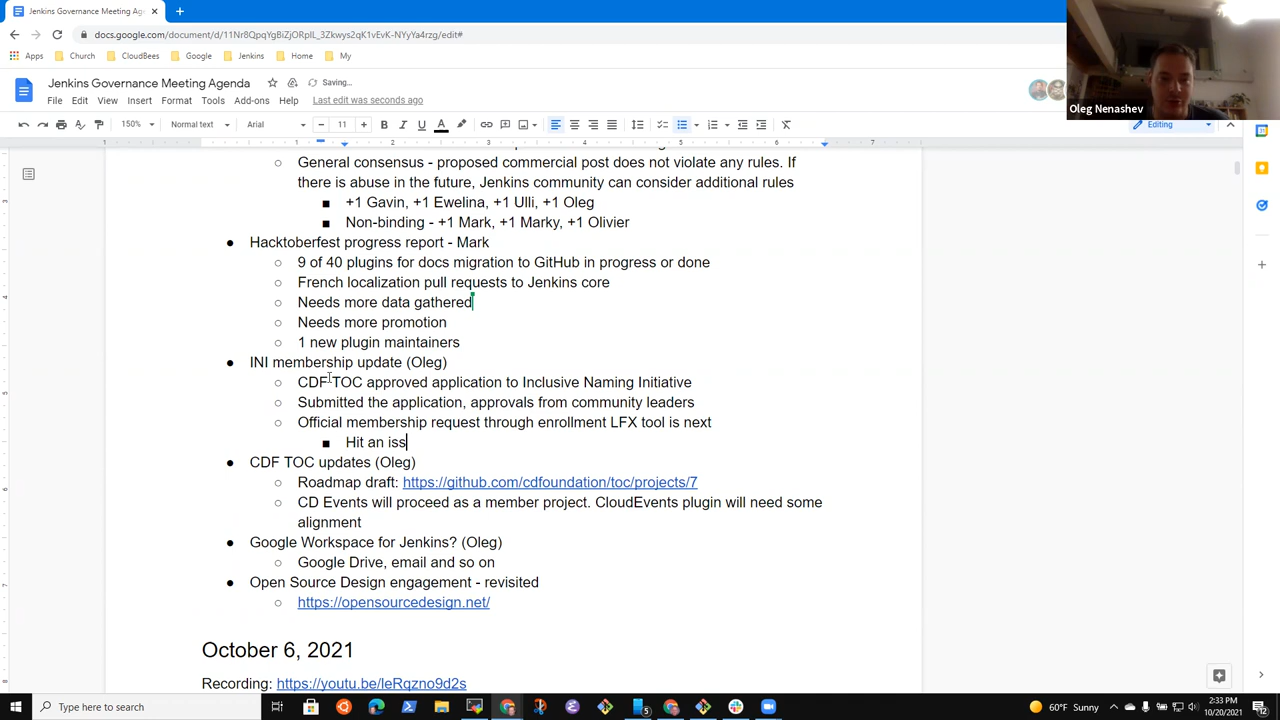 Jenkins Governance Meeting Ag
docs.google.com/document/d/11Nr8QpqYgBiZjORplL_3Zkwys2qK1vEvK-NYyYa4rzg/edit#
Apps Church CloudBees Google Jenkins Home My
Oleg Nenashev
Jenkins Governance Meeting Agenda Saving...
File Edit View Insert Format Tools Add-ons Help Last edit was seconds ago
150% Normal text Arial 11 Editing
1 1 2 3 4 5 6 7
General consensus - proposed commercial post does not violate any rules. If
there is abuse in the future, Jenkins community can consider additional rules
+1 Gavin, +1 Ewelina, +1 Ulli, +1 Oleg
Non-binding - +1 Mark, +1 Marky, +1 Olivier
Hacktoberfest progress report - Mark
9 of 40 plugins for docs migration to GitHub in progress or done
French localization pull requests to Jenkins core
Needs more data gathered
Needs more promotion
1 new plugin maintainers
INI membership update (Oleg)
CDF TOC approved application to Inclusive Naming Initiative
Submitted the application, approvals from community leaders
Official membership request through enrollment LFX tool is next
Hit an iss
CDF TOC updates (Oleg)
Roadmap draft: https://github.com/cdfoundation/toc/projects/7
CD Events will proceed as a member project. CloudEvents plugin will need some
alignment
Google Workspace for Jenkins? (Oleg)
Google Drive, email and so on
Open Source Design engagement - revisited
https://opensourcedesign.net/
October 6, 2021
Recording: https://youtu.be/leRqzno9d2s
Type here to search
60°F Sunny
2:33 PM
10/20/2021